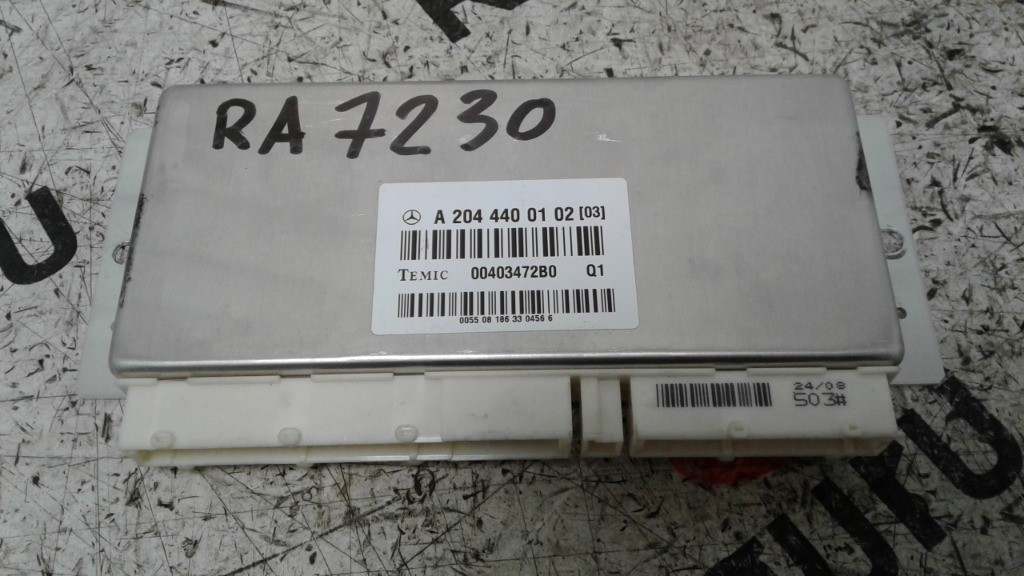 RA 7230
A 204 440 01 02 [03]
TEMIC 00403472B0 Q1
0055 08 186 33 0456 6
24/08
503#